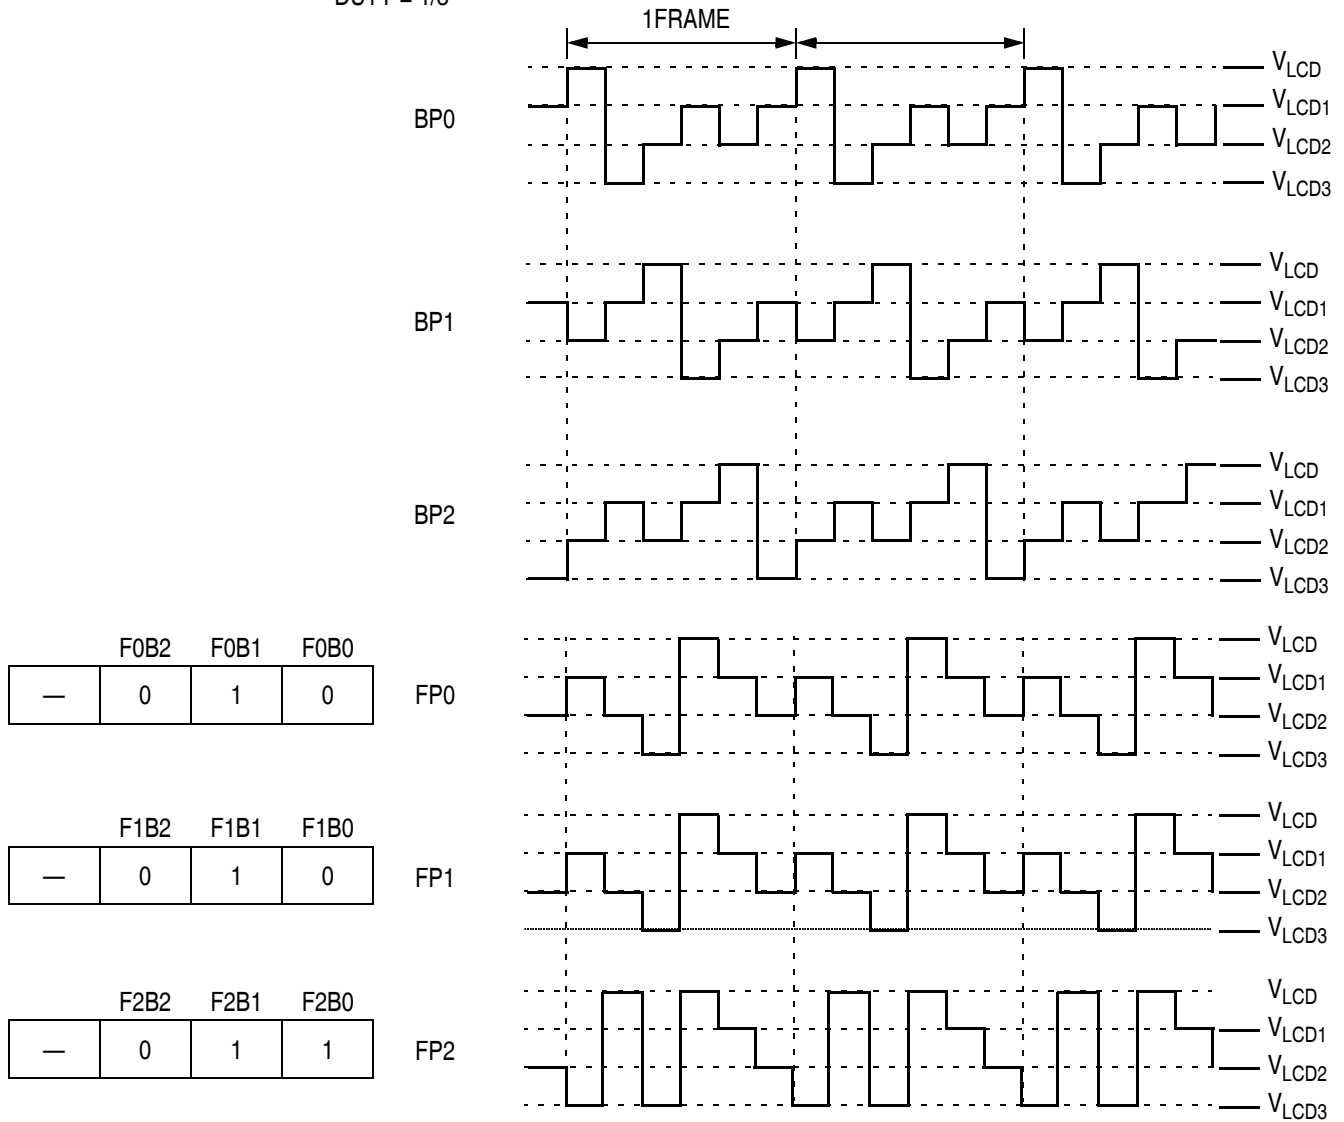 1FRAME
BP0
V_LCD
V_LCD1
V_LCD2
V_LCD3
BP1
V_LCD
V_LCD1
V_LCD2
V_LCD3
BP2
V_LCD
V_LCD1
V_LCD2
V_LCD3
F0B2 F0B1 F0B0
— 0 1 0
FP0
V_LCD
V_LCD1
V_LCD2
V_LCD3
F1B2 F1B1 F1B0
— 0 1 0
FP1
V_LCD
V_LCD1
V_LCD2
V_LCD3
F2B2 F2B1 F2B0
— 0 1 1
FP2
V_LCD
V_LCD1
V_LCD2
V_LCD3